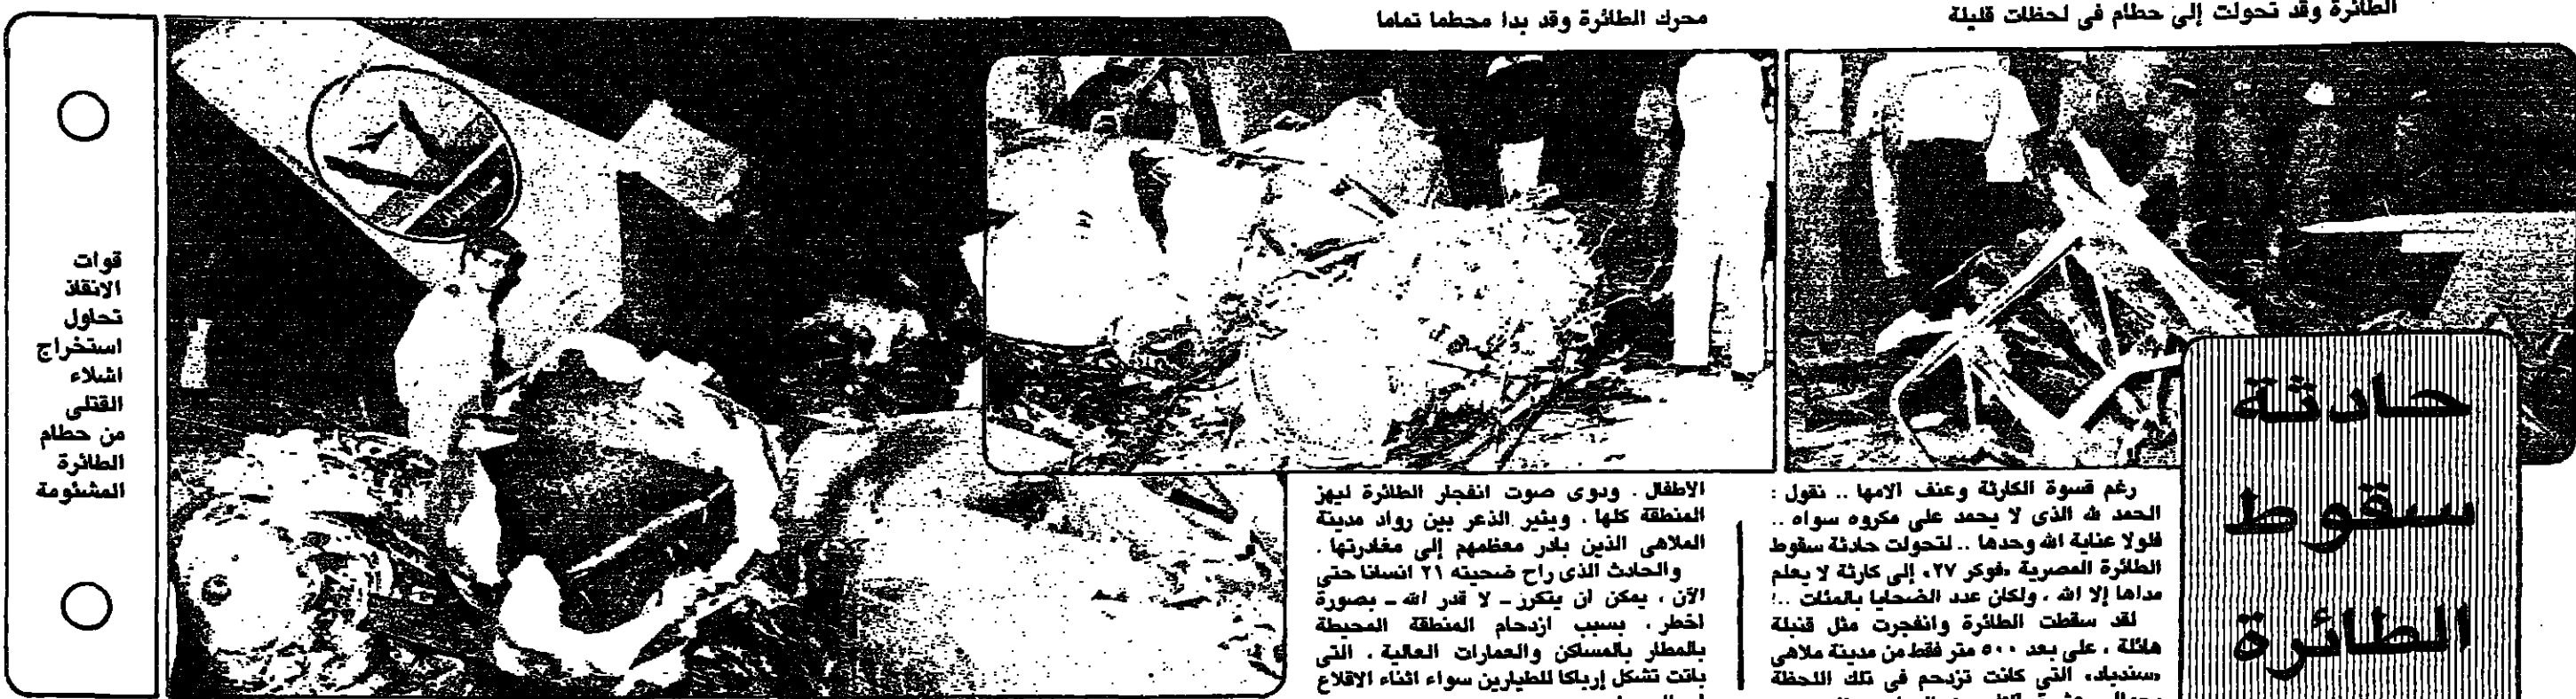 الطائرة وقد تحولت إلى حطام في لحظات قليلة
محرك الطائرة وقد بدا محطما تماما
حادثة
سقوط
الطائرة
رغم قسوة الكارثة وعنف الامها .. نقول :
الحمد لله الذى لا يحمد على مكروه سواه ..
فلولا عناية الله وحدها .. لتحولت حادثة سقوط
الطائرة المصرية «فوكر ٢٧» إلى كارثة لا يعلم
مداها إلا الله ، ولكان عدد الضحايا بالمئات ..!
لقد سقطت الطائرة وانفجرت مثل قنبلة
هائلة ، على بعد ٥٠٠ متر فقط من مدينة ملاهى
«سندباد» التي كانت تزدحم فى تلك اللحظة
الاطفال . ودوى صوت انفجار الطائرة ليهز
المنطقة كلها . ويثير الذعر بين رواد مدينة
الملاهى الذين بادر معظمهم إلى مغادرتها .
والحادث الذى راح ضحيته ٢١ انسانا حتى
الآن ، يمكن ان يتكرر ـ لا قدر الله ـ بصورة
اخطر ، بسبب ازدحام المنطقة المحيطة
بالمطار بالمساكن والعمارات العالية ، التى
باتت تشكل إرباكا للطيارين سواء اثناء الاقلاع
قوات
الانقاذ
تحاول
استخراج
اشلاء
القتلى
من حطام
الطائرة
المشئومة